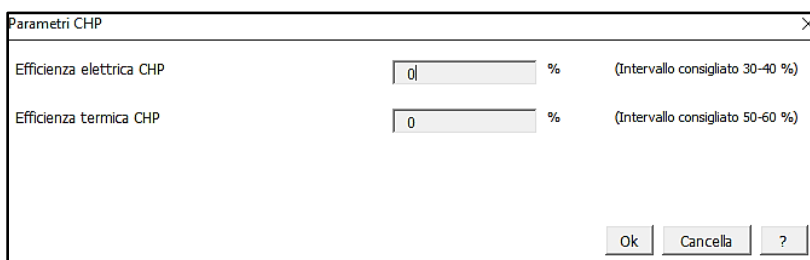 Parametri CHP
Efficienza elettrica CHP 0 % (Intervallo consigliato 30-40 %)
Efficienza termica CHP 0 % (Intervallo consigliato 50-60 %)
Ok Cancella ?